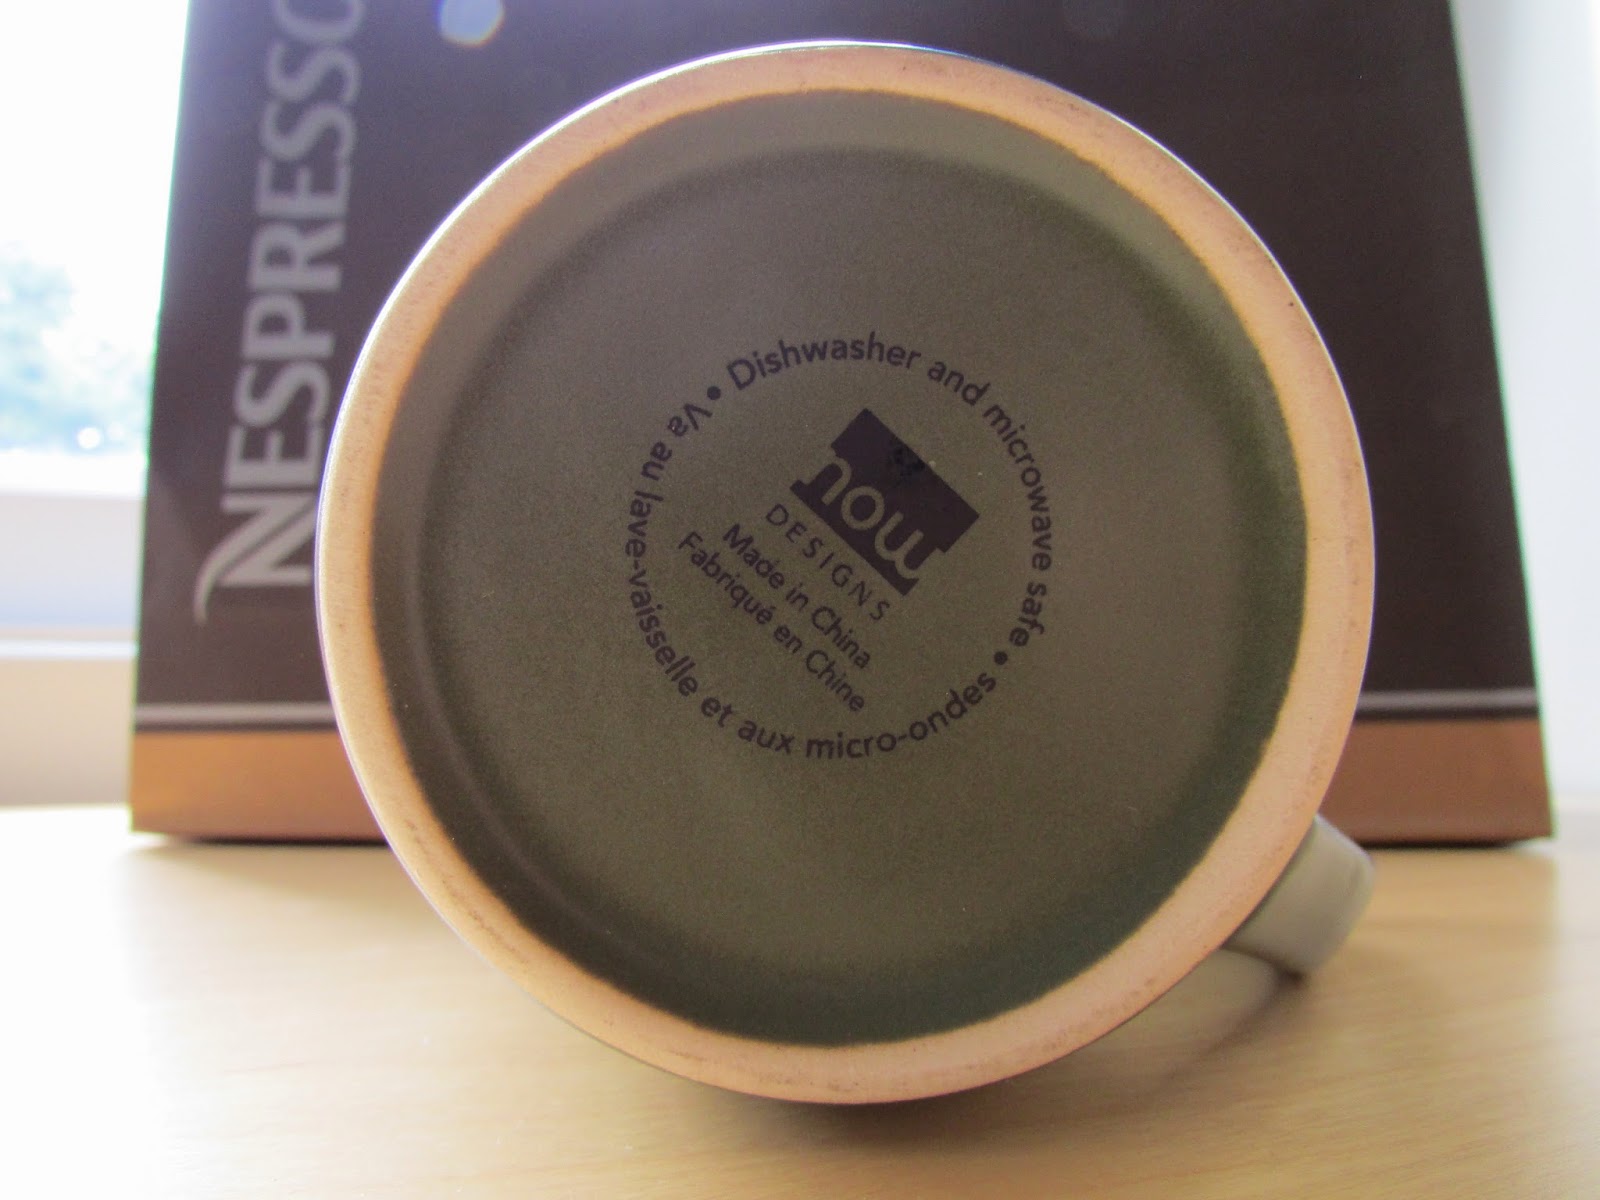 NESPRESSO
• Dishwasher and microwave safe •
Va au lave-vaisselle et aux micro-ondes
now
DESIGNS
Made in China
Fabriqué en Chine